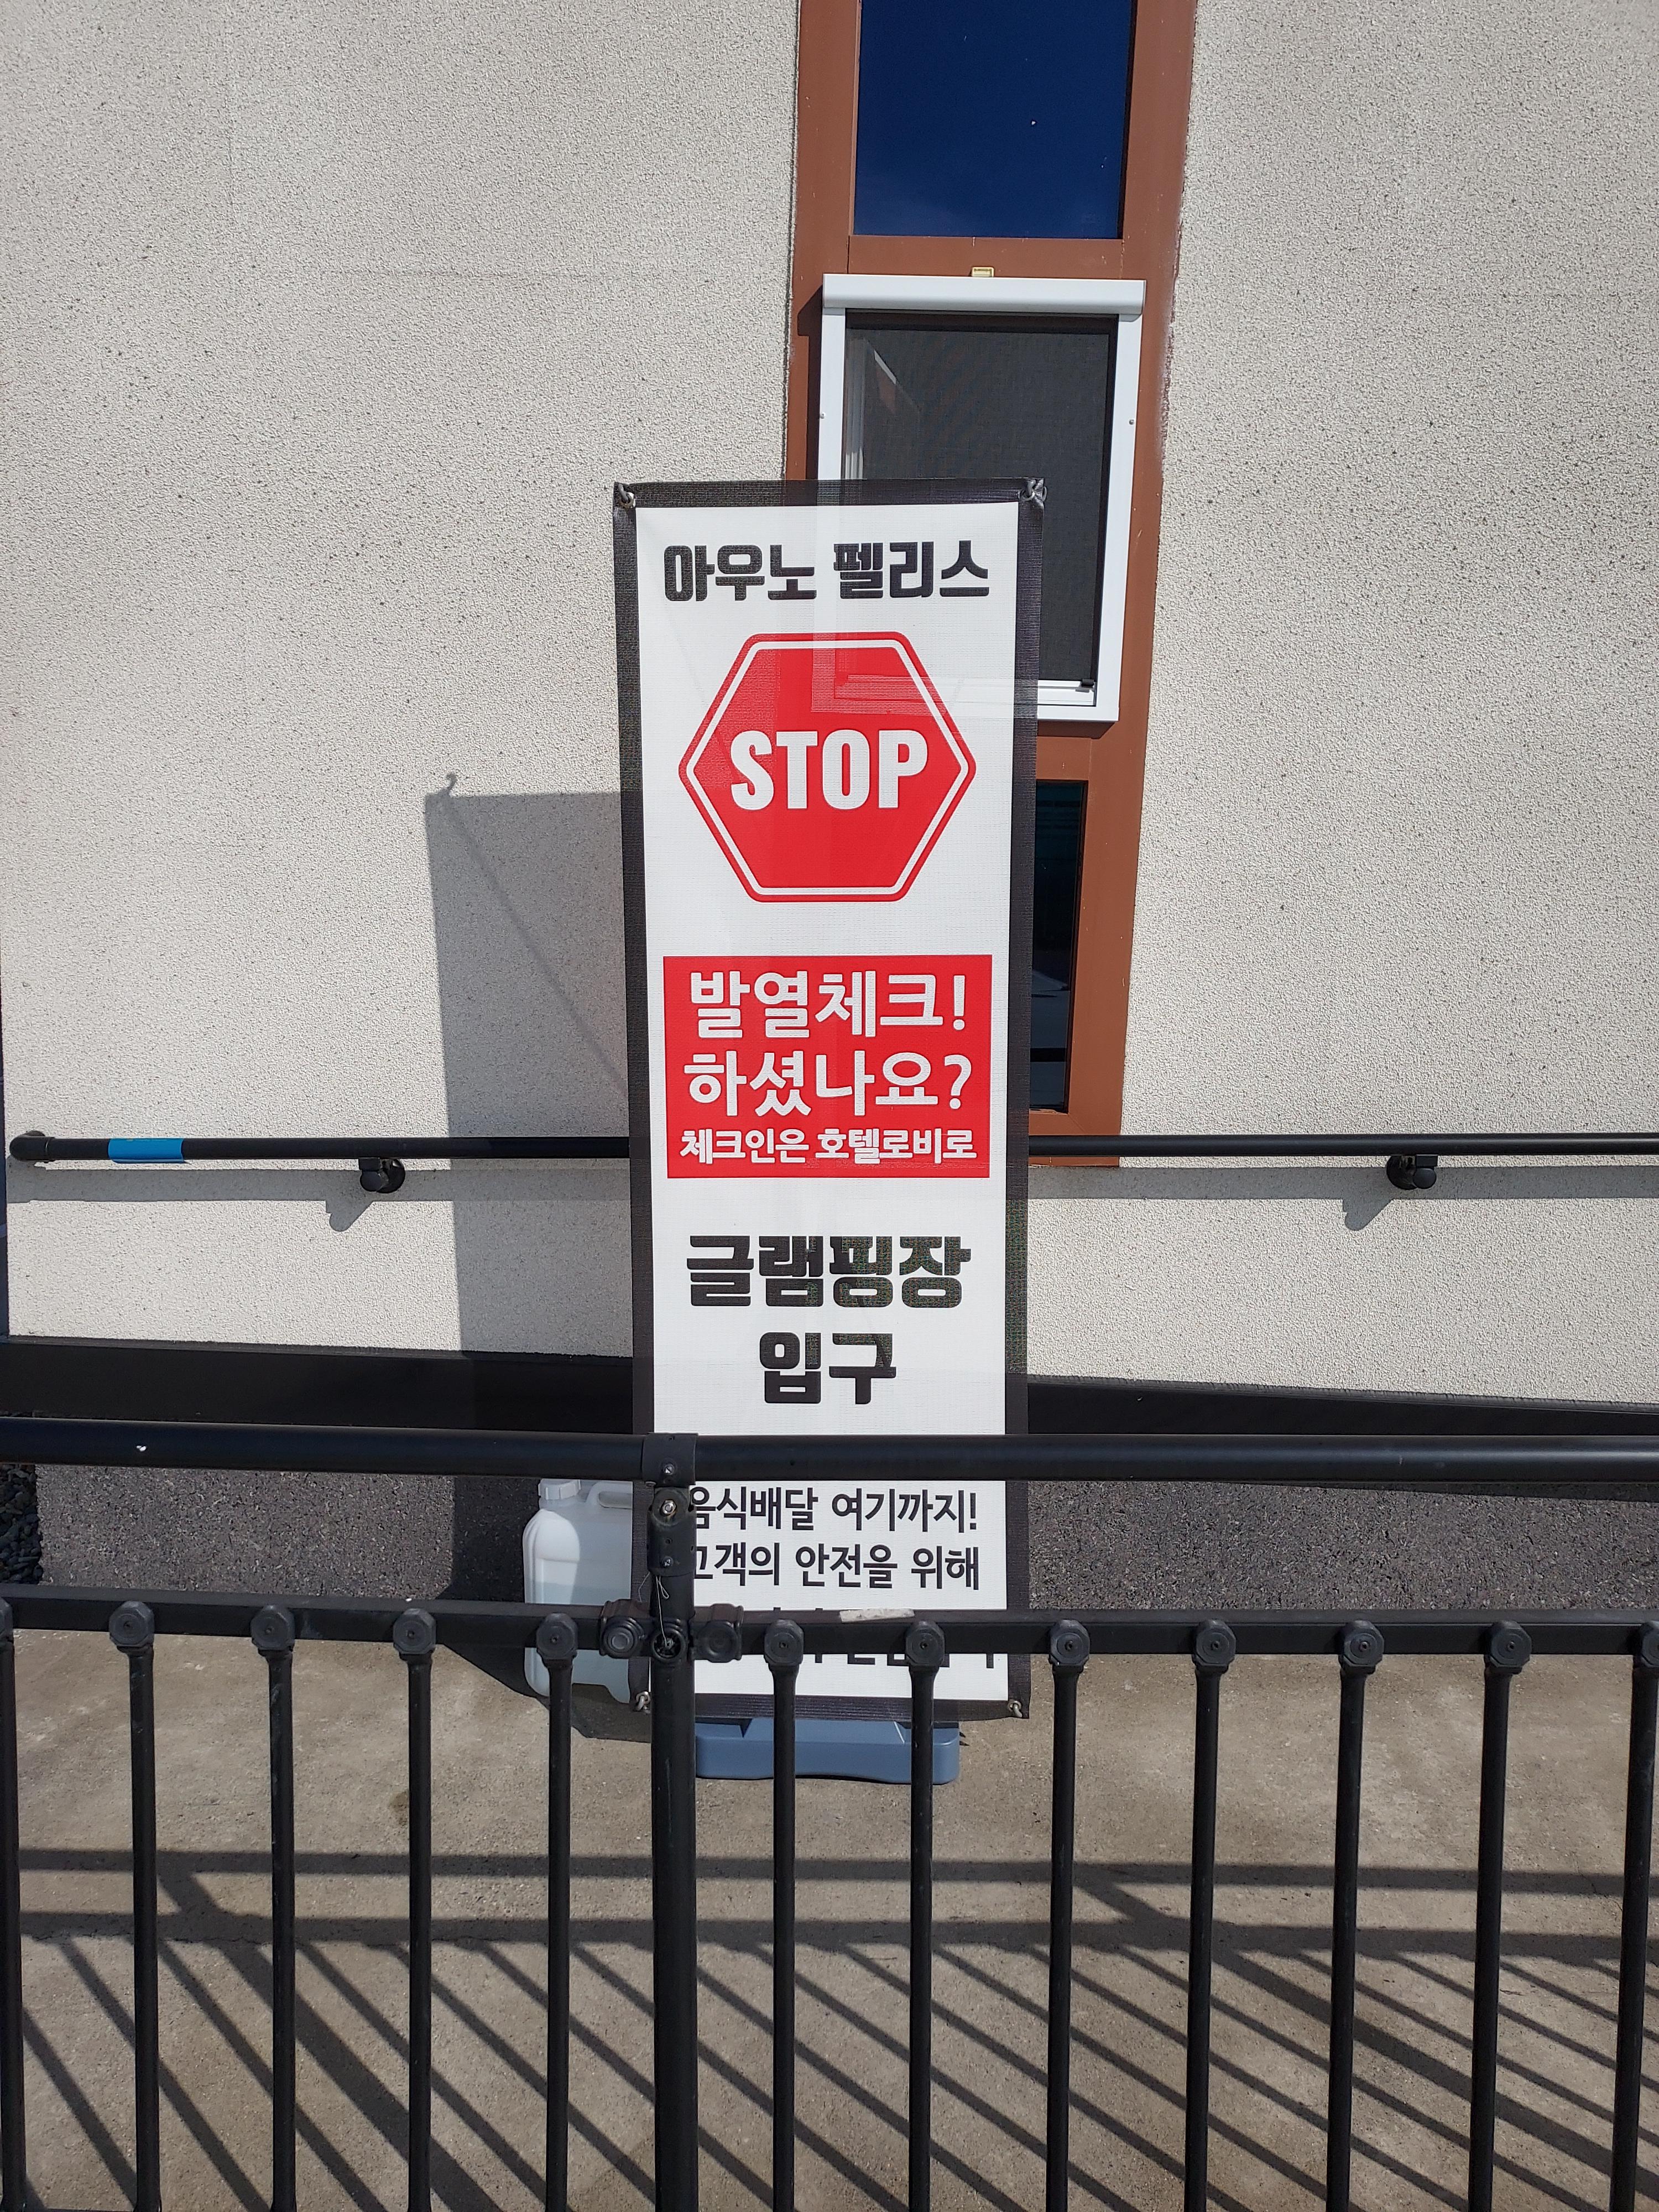 아우노 펠리스
STOP
발열체크!
하셨나요?
체크인은 호텔로비로
글램핑장
입구
음식배달 여기까지!
고객의 안전을 위해